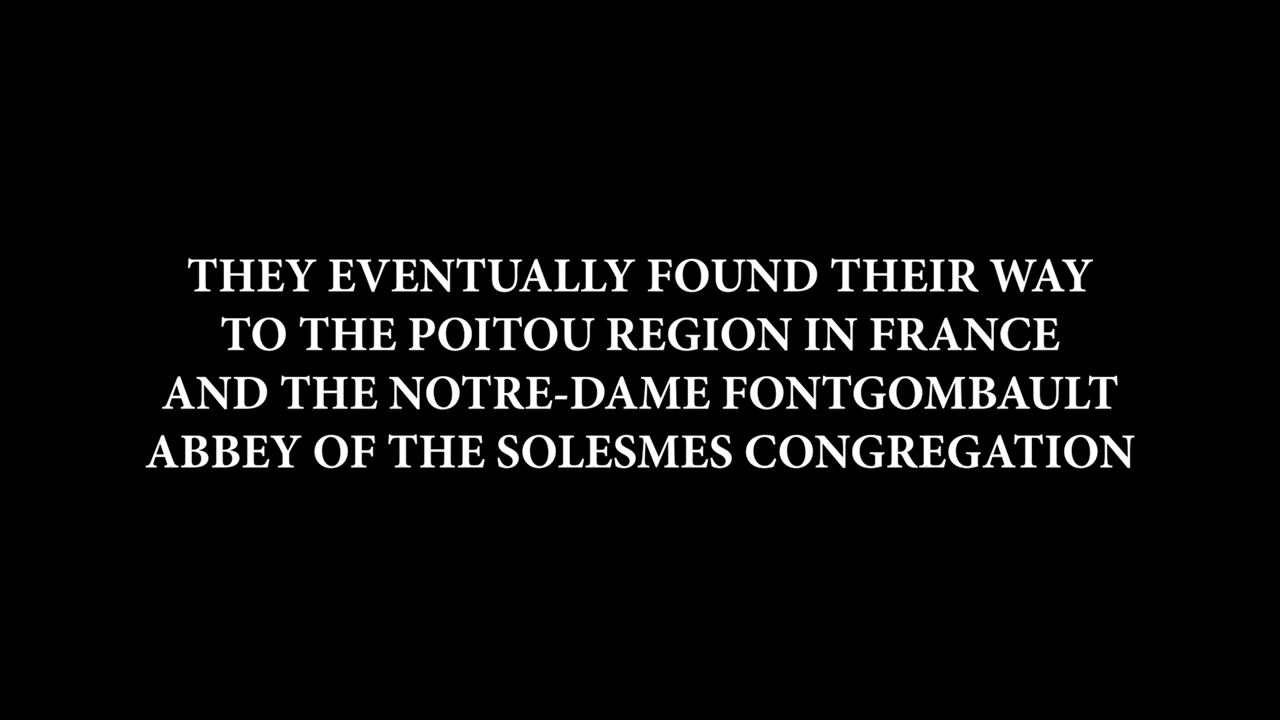 THEY EVENTUALLY FOUND THEIR WAY
TO THE POITOU REGION IN FRANCE
AND THE NOTRE-DAME FONTGOMBAULT
ABBEY OF THE SOLESMES CONGREGATION